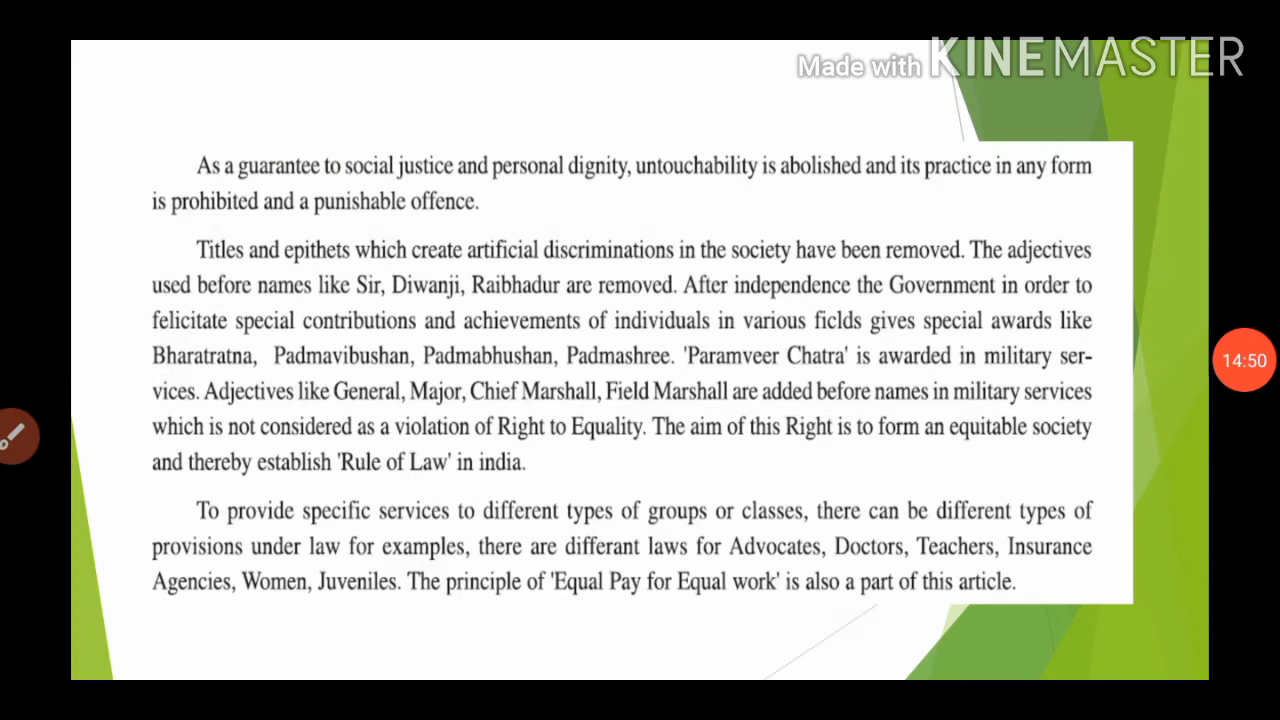 Made with KINEMASTER
As a guarantee to social justice and personal dignity, untouchability is abolished and its practice in any form
is prohibited and a punishable offence.
Titles and epithets which create artificial discriminations in the society have been removed. The adjectives
used before names like Sir, Diwanji, Raibhadur are removed. After independence the Government in order to
felicitate special contributions and achievements of individuals in various fields gives special awards like
Bharatratna, Padmavibushan, Padmabhushan, Padmashree. 'Paramveer Chatra' is awarded in military ser-
vices. Adjectives like General, Major, Chief Marshall, Field Marshall are added before names in military services
which is not considered as a violation of Right to Equality. The aim of this Right is to form an equitable society
and thereby establish 'Rule of Law' in india.
To provide specific services to different types of groups or classes, there can be different types of
provisions under law for examples, there are differant laws for Advocates, Doctors, Teachers, Insurance
Agencies, Women, Juveniles. The principle of 'Equal Pay for Equal work' is also a part of this article.
14:50